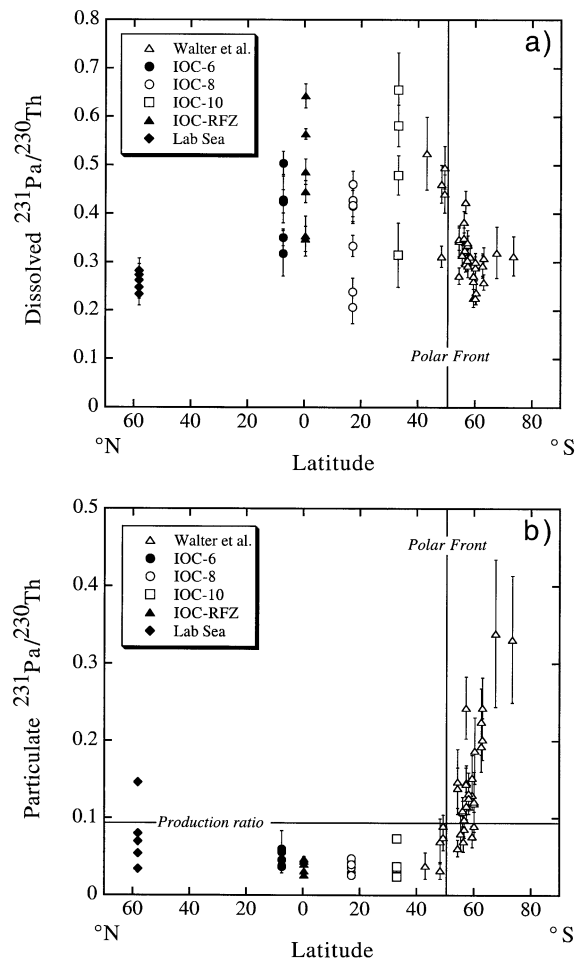 a)
0.8
0.7
0.6
0.5
0.4
0.3
0.2
0.1
0
Dissolved ²³¹Pa/²³⁰Th
Walter et al.
IOC-6
IOC-8
IOC-10
IOC-RFZ
Lab Sea
Polar Front
60 40 20 0 20 40 60 80
°N °S
Latitude
b)
0.5
0.4
0.3
0.2
0.1
0
Particulate ²³¹Pa/²³⁰Th
Walter et al.
IOC-6
IOC-8
IOC-10
IOC-RFZ
Lab Sea
Polar Front
Production ratio
60 40 20 0 20 40 60 80
°N °S
Latitude